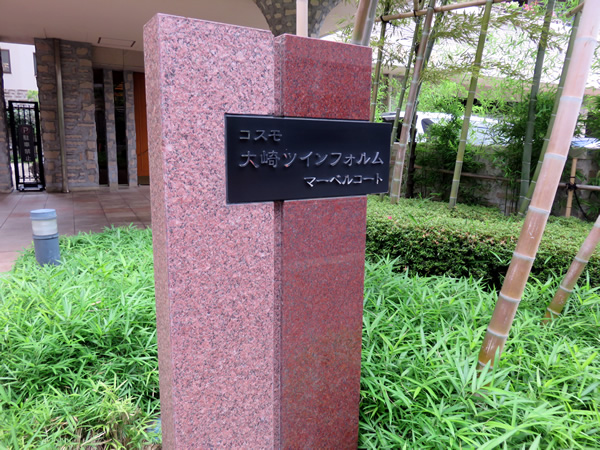 コスモ
大崎ツインフォルム
マーベルコート